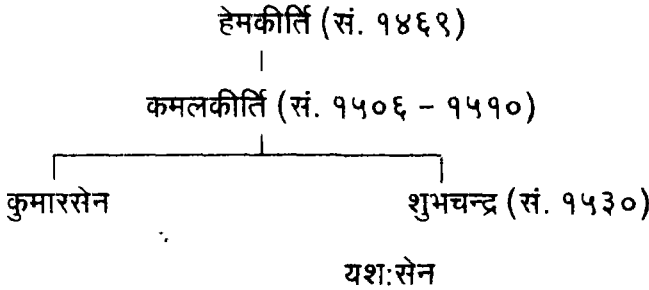 हेमकीर्ति (सं. १४६९)
कमलकीर्ति (सं. १५०६ - १५१०)
कुमारसेन शुभचन्द्र (सं. १५३०)
यश:सेन